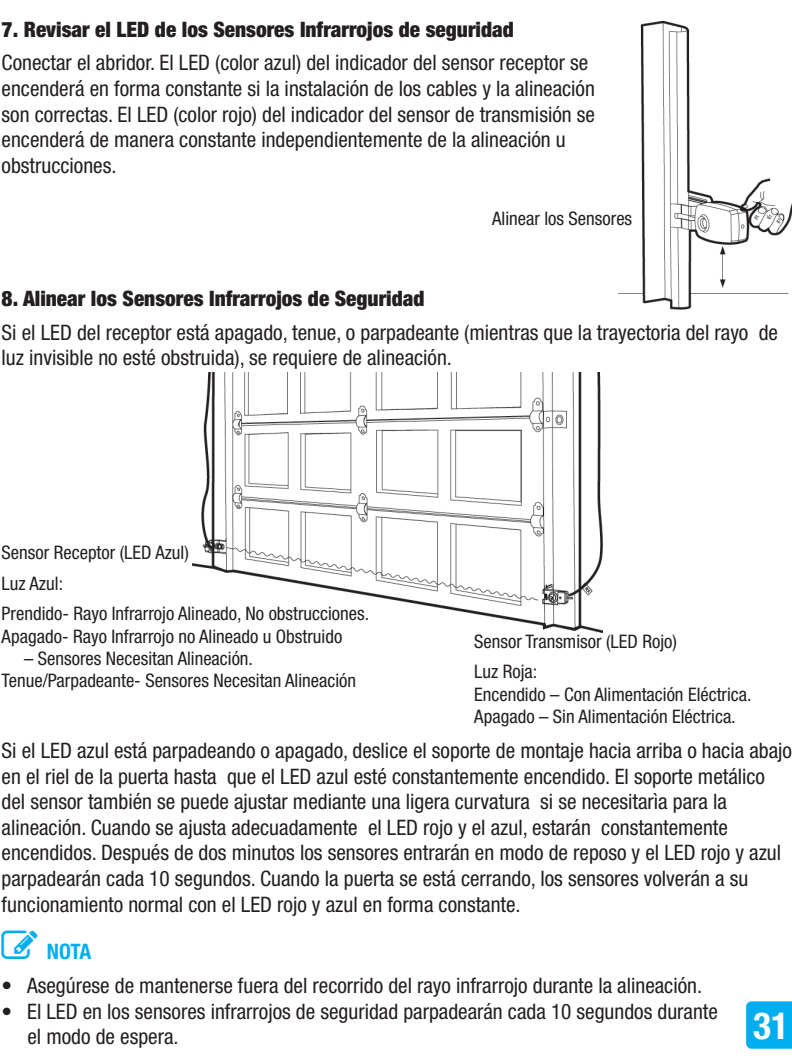 7. Revisar el LED de los Sensores Infrarrojos de seguridad
Conectar el abridor. El LED (color azul) del indicador del sensor receptor se
encenderá en forma constante si la instalación de los cables y la alineación
son correctas. El LED (color rojo) del indicador del sensor de transmisión se
encenderá de manera constante independientemente de la alineación u
obstrucciones.
Alinear los Sensores
8. Alinear los Sensores Infrarrojos de Seguridad
Si el LED del receptor está apagado, tenue, o parpadeante (mientras que la trayectoria del rayo de
luz invisible no esté obstruida), se requiere de alineación.
Sensor Receptor (LED Azul)
Luz Azul:
Prendido- Rayo Infrarrojo Alineado, No obstrucciones.
Apagado- Rayo Infrarrojo no Alineado u Obstruido
– Sensores Necesitan Alineación.
Tenue/Parpadeante- Sensores Necesitan Alineación
Sensor Transmisor (LED Rojo)
Luz Roja:
Encendido – Con Alimentación Eléctrica.
Apagado – Sin Alimentación Eléctrica.
Si el LED azul está parpadeando o apagado, deslice el soporte de montaje hacia arriba o hacia abajo
en el riel de la puerta hasta que el LED azul esté constantemente encendido. El soporte metálico
del sensor también se puede ajustar mediante una ligera curvatura si se necesitarìa para la
alineación. Cuando se ajusta adecuadamente el LED rojo y el azul, estarán constantemente
encendidos. Después de dos minutos los sensores entrarán en modo de reposo y el LED rojo y azul
parpadearán cada 10 segundos. Cuando la puerta se está cerrando, los sensores volverán a su
funcionamiento normal con el LED rojo y azul en forma constante.
NOTA
• Asegúrese de mantenerse fuera del recorrido del rayo infrarrojo durante la alineación.
• El LED en los sensores infrarrojos de seguridad parpadearán cada 10 segundos durante
el modo de espera.
31